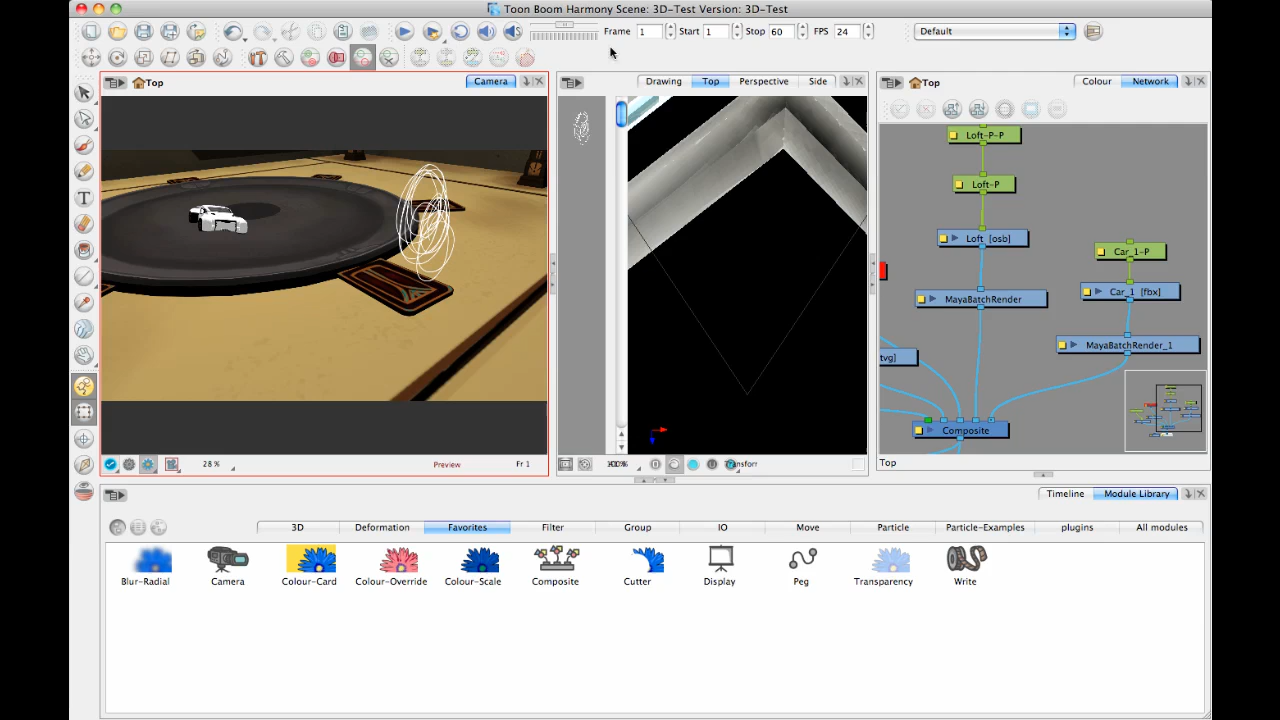 Toon Boom Harmony Scene: 3D-Test Version: 3D-Test
Frame 1 Start 1 Stop 60 FPS 24 Default
Top Camera
Drawing Top Perspective Side
Top Colour Network
Loft-P-P
Loft-P
Loft [osb]
Car_1-P
Car_1 [fbx]
MayaBatchRender
MayaBatchRender_1
tvg]
Composite
28 % Preview Fr 1
Transform
Top
Timeline Module Library
3D Deformation Favorites Filter Group IO Move Particle Particle-Examples plugins All modules
Blur-Radial Camera Colour-Card Colour-Override Colour-Scale Composite Cutter Display Peg Transparency Write